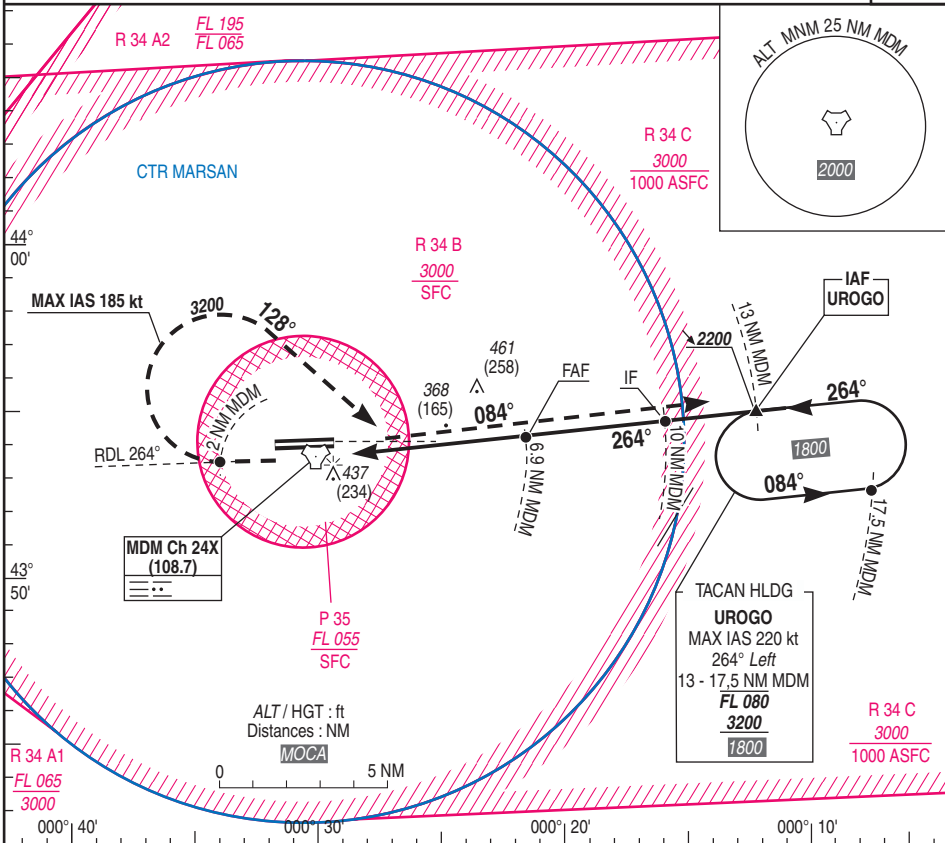 R 34 A2
FL 195
FL 065
ALT MNM 25 NM MDM
2000
R 34 C
3000
1000 ASFC
CTR MARSAN
44°
00'
R 34 B
3000
SFC
MAX IAS 185 kt
3200
128°
IAF
UROGO
13 NM MDM
2200
461
(258)
368
(165)
FAF
IF
084°
264°
264°
2 NM MDM
RDL 264°
437
(234)
6.9 NM MDM
10 NM MDM
1800
084°
17,5 NM MDM
MDM Ch 24X
(108.7)
43°
50'
P 35
FL 055
SFC
TACAN HLDG
UROGO
MAX IAS 220 kt
264° Left
13 - 17,5 NM MDM
FL 080
3200
1800
ALT / HGT : ft
Distances : NM
MOCA
0 5 NM
R 34 A1
FL 065
3000
R 34 C
3000
1000 ASFC
000° 40' 000° 30' 000° 20' 000° 10'